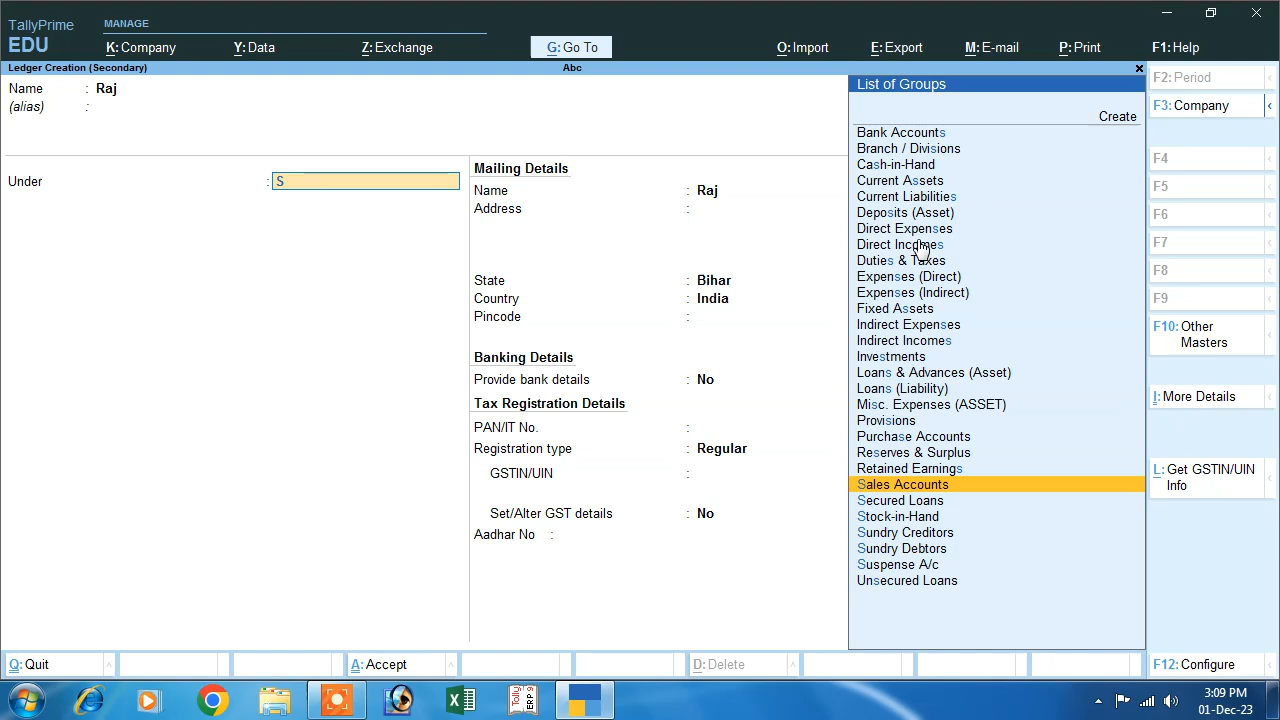 TallyPrime
EDU
MANAGE
K: Company
Y: Data
Z: Exchange
G: Go To
O: Import
E: Export
M: E-mail
P: Print
F1: Help
Ledger Creation (Secondary)
Abc
Name : Raj
(alias) :
Under : S
Mailing Details
Name : Raj
Address :
State : Bihar
Country : India
Pincode :
Banking Details
Provide bank details : No
Tax Registration Details
PAN/IT No. :
Registration type : Regular
GSTIN/UIN :
Set/Alter GST details : No
Aadhar No :
List of Groups
Create
Bank Accounts
Branch / Divisions
Cash-in-Hand
Current Assets
Current Liabilities
Deposits (Asset)
Direct Expenses
Direct Incomes
Duties & Taxes
Expenses (Direct)
Expenses (Indirect)
Fixed Assets
Indirect Expenses
Indirect Incomes
Investments
Loans & Advances (Asset)
Loans (Liability)
Misc. Expenses (ASSET)
Provisions
Purchase Accounts
Reserves & Surplus
Retained Earnings
Sales Accounts
Secured Loans
Stock-in-Hand
Sundry Creditors
Sundry Debtors
Suspense A/c
Unsecured Loans
F2: Period
F3: Company
F4
F5
F6
F7
F8
F9
F10: Other
Masters
I: More Details
L: Get GSTIN/UIN
Info
F12: Configure
Q: Quit
A: Accept
D: Delete
Tally
ERP 9
3:09 PM
01-Dec-23